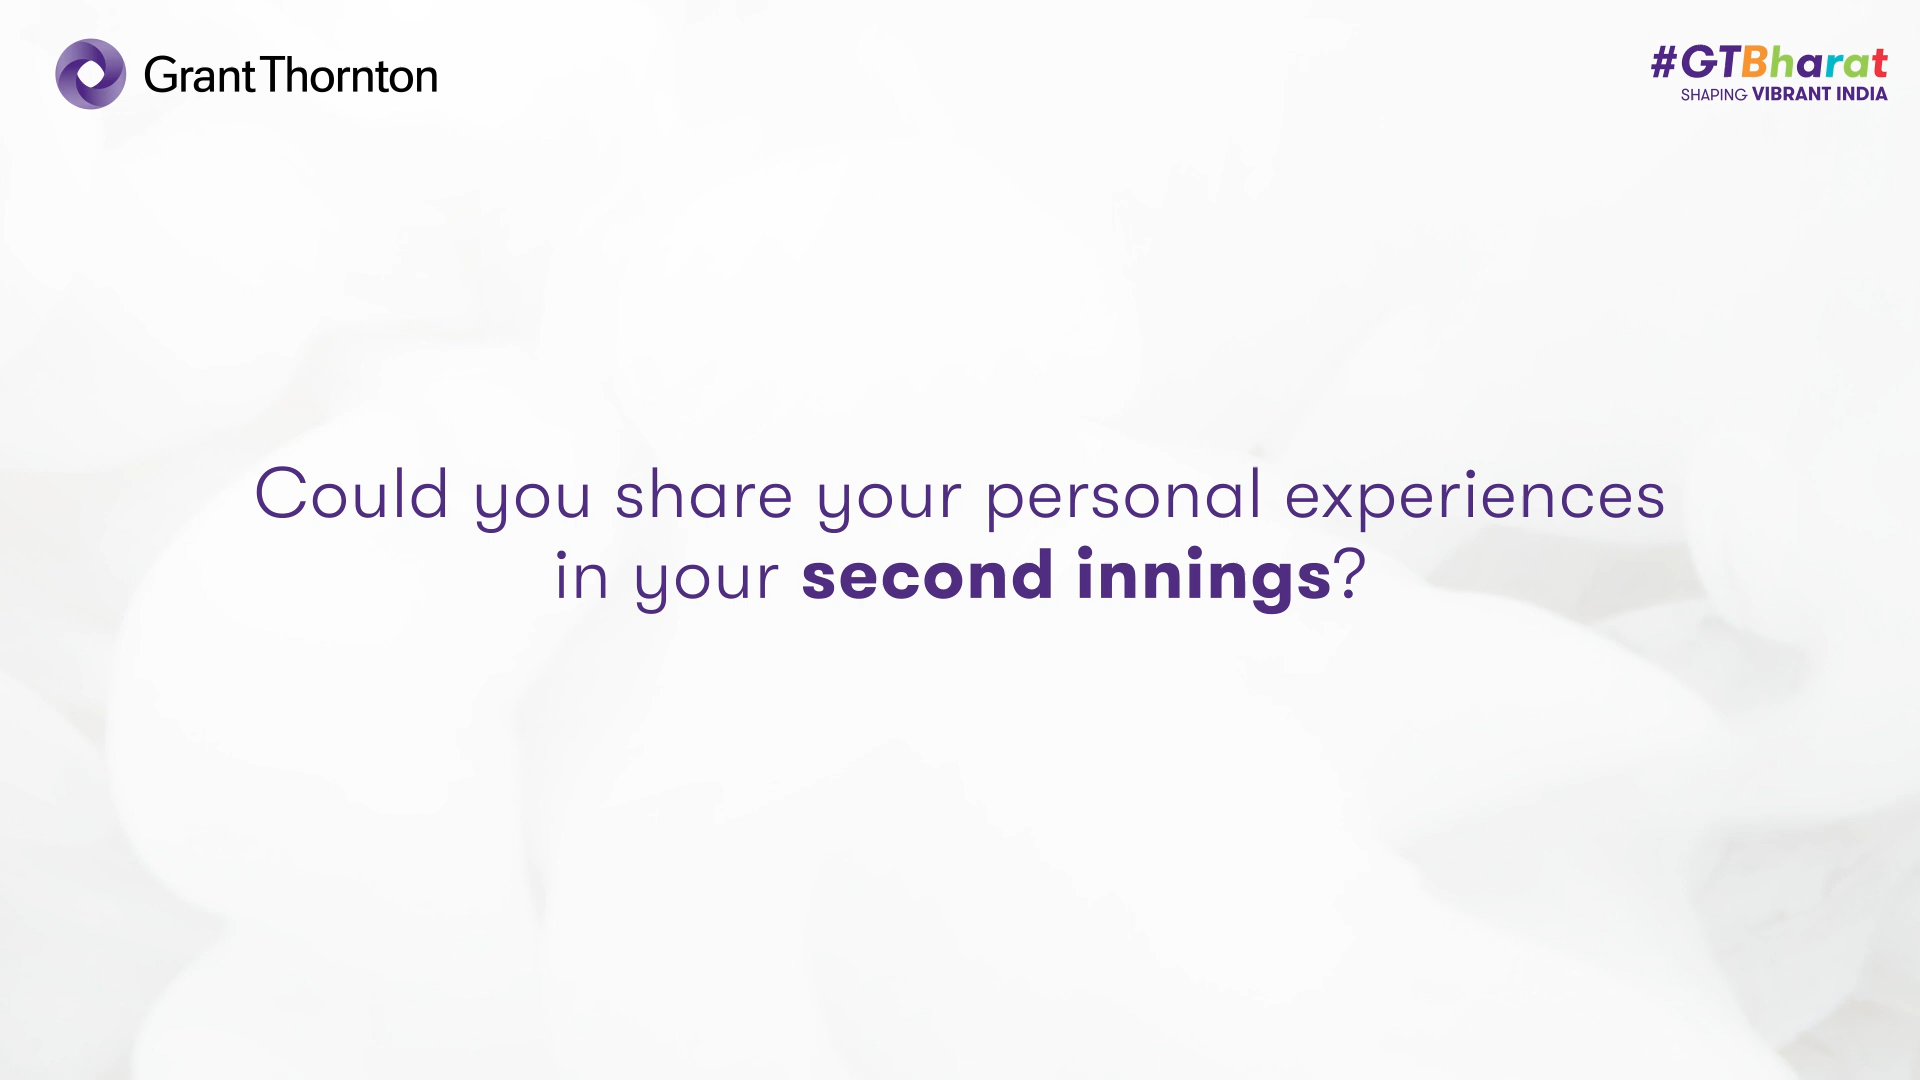 Grant Thornton
#GTBharat
SHAPING VIBRANT INDIA
Could you share your personal experiences
in your second innings?